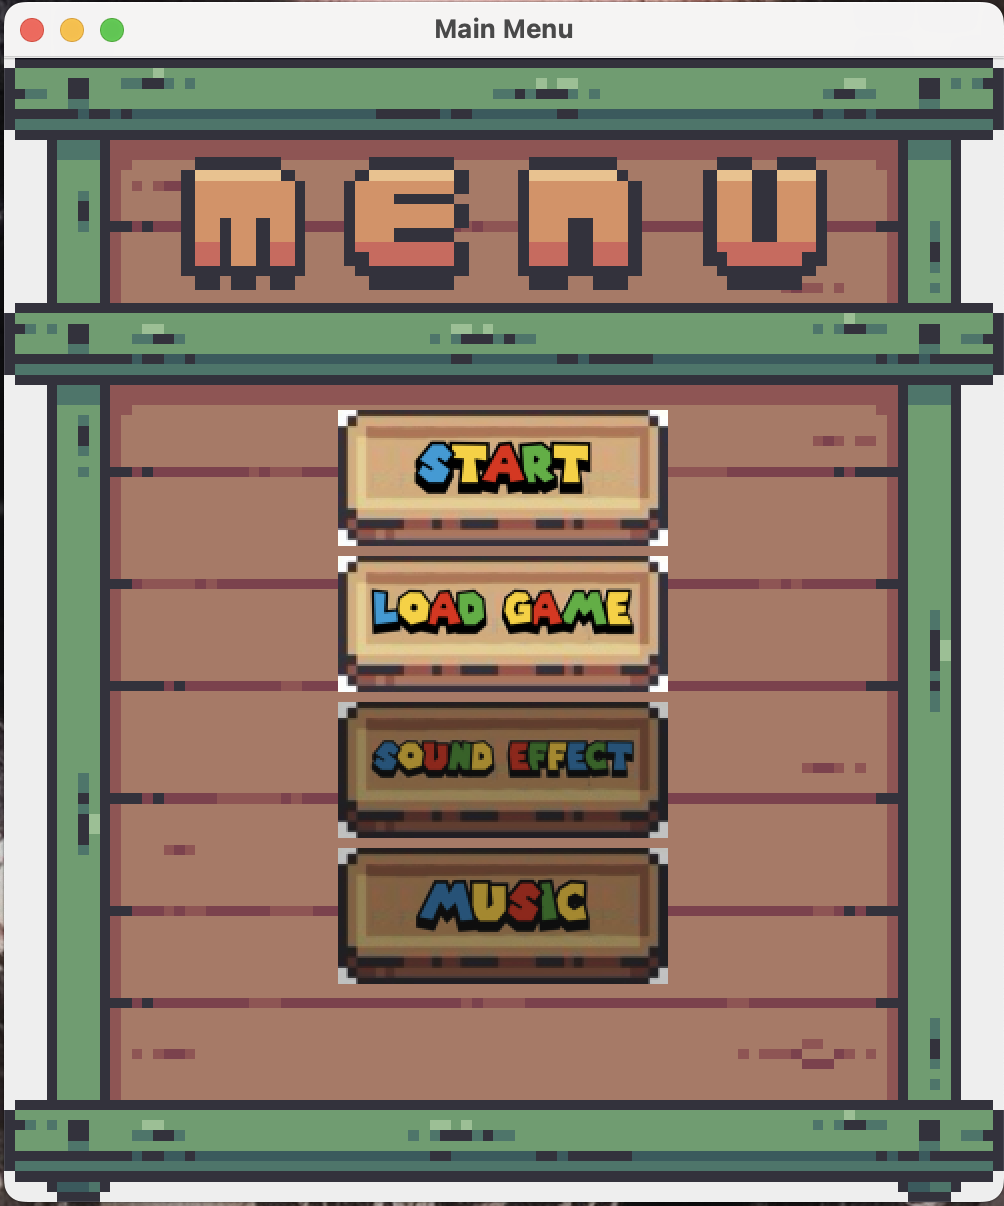 Main Menu
MENU
START
LOAD GAME
SOUND EFFECT
MUSIC